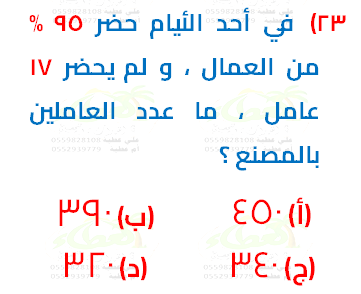 ٢٣) في أحد الأيام حضر ٩٥ %
من العمال ، و لم يحضر ١٧
عامل ، ما عدد العاملين
بالمصنع ؟
(أ) ٤٥٠ (ب) ٣٩٠
(ج) ٣٤٠ (د) ٣٢٠